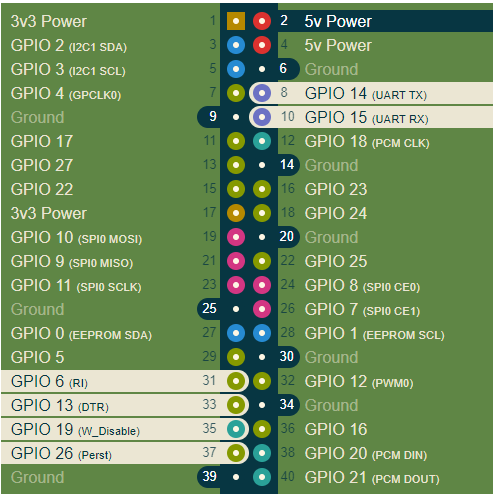 3v3 Power 1 2 5v Power
GPIO 2 (I2C1 SDA) 3 4 5v Power
GPIO 3 (I2C1 SCL) 5 6 Ground
GPIO 4 (GPCLK0) 7 8 GPIO 14 (UART TX)
Ground 9 10 GPIO 15 (UART RX)
GPIO 17 11 12 GPIO 18 (PCM CLK)
GPIO 27 13 14 Ground
GPIO 22 15 16 GPIO 23
3v3 Power 17 18 GPIO 24
GPIO 10 (SPI0 MOSI) 19 20 Ground
GPIO 9 (SPI0 MISO) 21 22 GPIO 25
GPIO 11 (SPI0 SCLK) 23 24 GPIO 8 (SPI0 CE0)
Ground 25 26 GPIO 7 (SPI0 CE1)
GPIO 0 (EEPROM SDA) 27 28 GPIO 1 (EEPROM SCL)
GPIO 5 29 30 Ground
GPIO 6 (RI) 31 32 GPIO 12 (PWM0)
GPIO 13 (DTR) 33 34 Ground
GPIO 19 (W_Disable) 35 36 GPIO 16
GPIO 26 (Perst) 37 38 GPIO 20 (PCM DIN)
Ground 39 40 GPIO 21 (PCM DOUT)